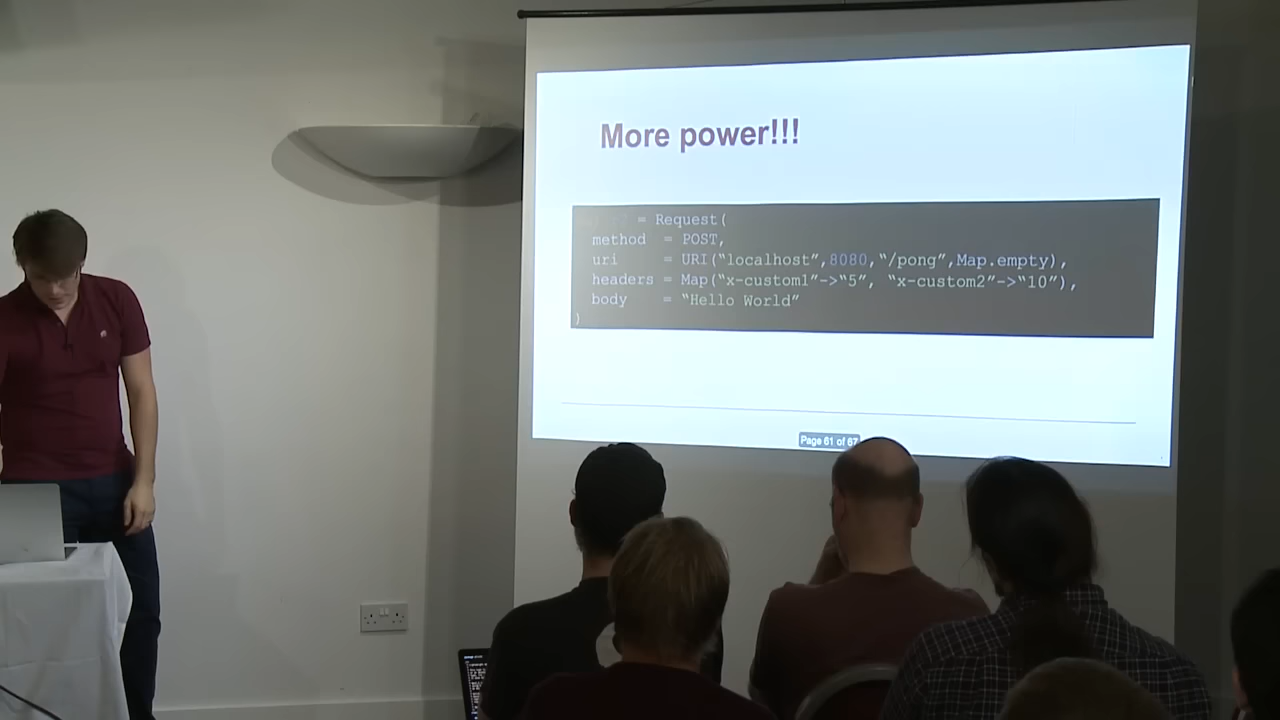 More power!!!
= Request(
method = POST,
uri = URI(“localhost”,8080,“/pong”,Map.empty),
headers = Map(“x-custom1”->“5”, “x-custom2”->“10”),
body = “Hello World”
)
Page 61 of 67